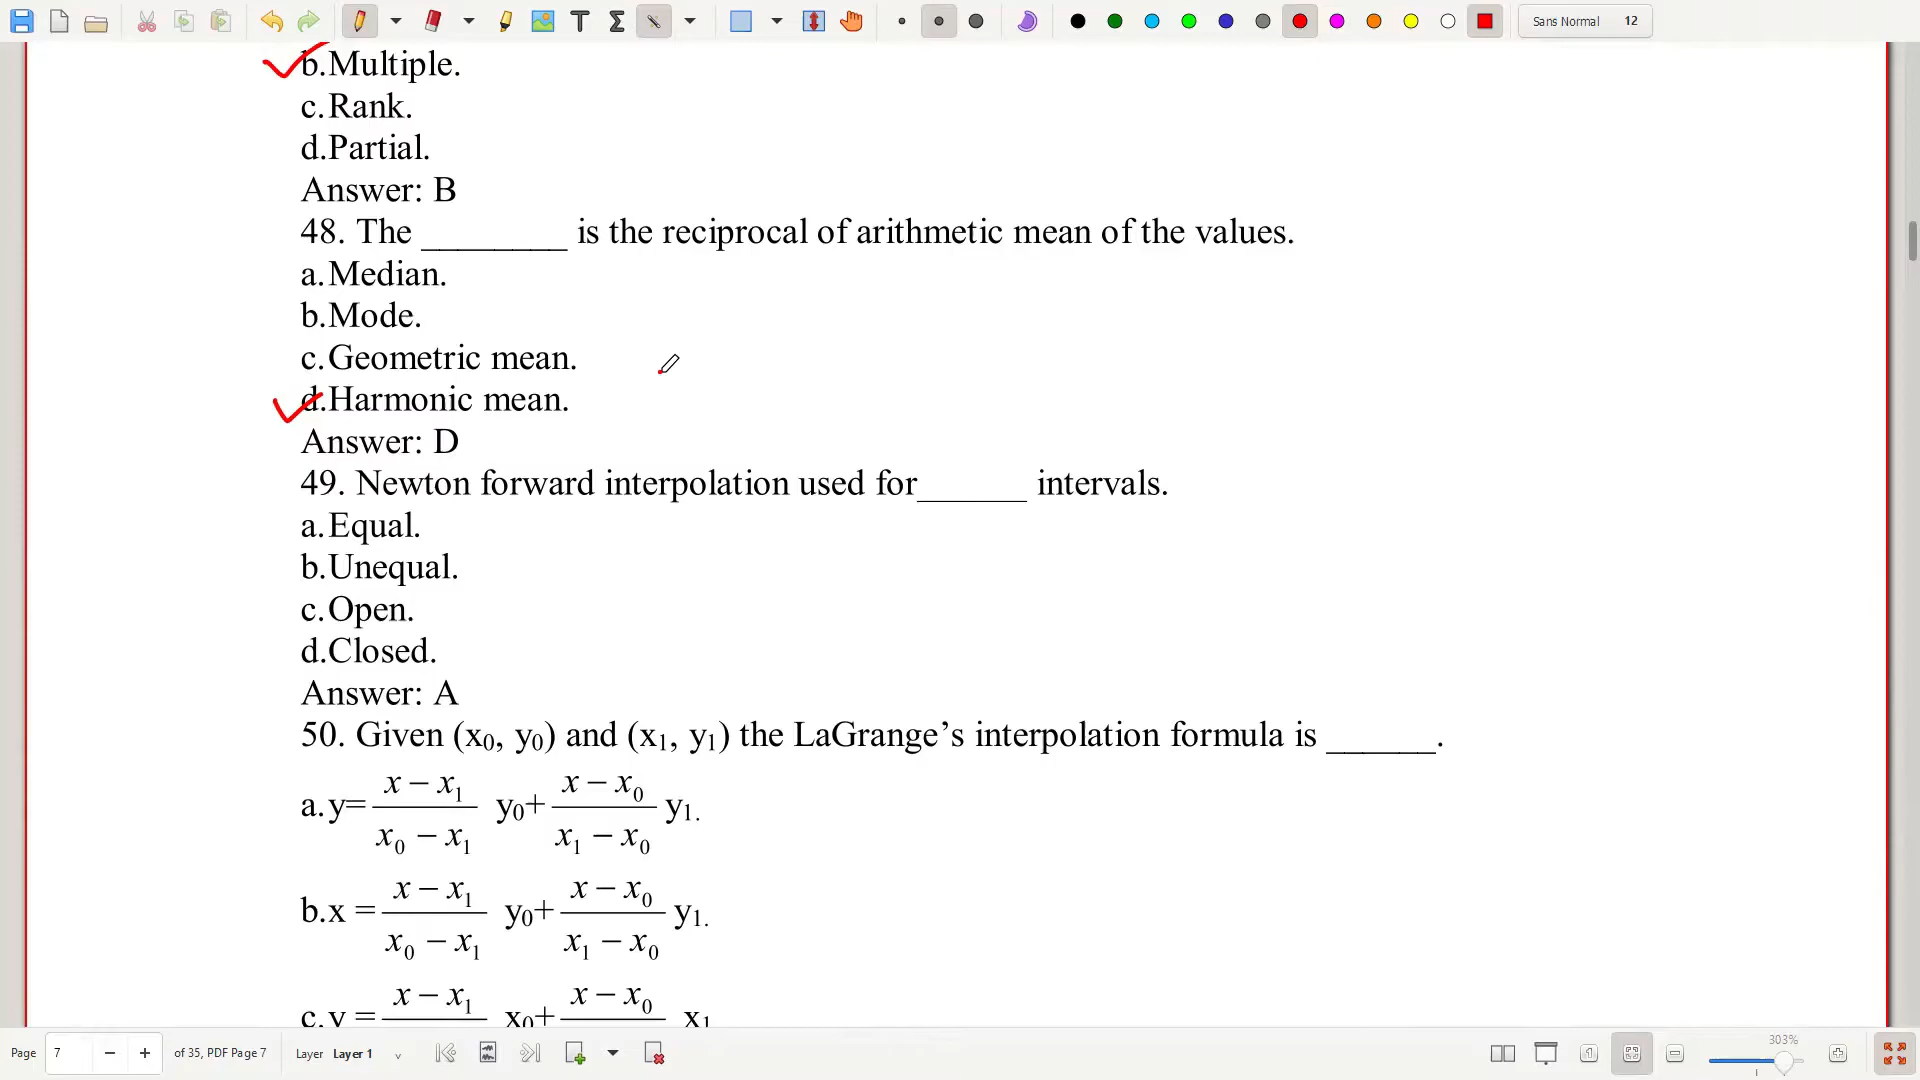 Sans Normal 12
b.Multiple.
c.Rank.
d.Partial.
Answer: B
48. The ________ is the reciprocal of arithmetic mean of the values.
a.Median.
b.Mode.
c.Geometric mean.
d.Harmonic mean.
Answer: D
49. Newton forward interpolation used for______ intervals.
a.Equal.
b.Unequal.
c.Open.
d.Closed.
Answer: A
50. Given (x₀, y₀) and (x₁, y₁) the LaGrange’s interpolation formula is ______.
a.y= (x − x₁)/(x₀ − x₁) y₀+ (x − x₀)/(x₁ − x₀) y₁.
b.x = (x − x₁)/(x₀ − x₁) y₀+ (x − x₀)/(x₁ − x₀) y₁.
c.y = x − x₁ x₀+ x − x₀ x₁
Page 7 of 35, PDF Page 7 Layer Layer 1 303%